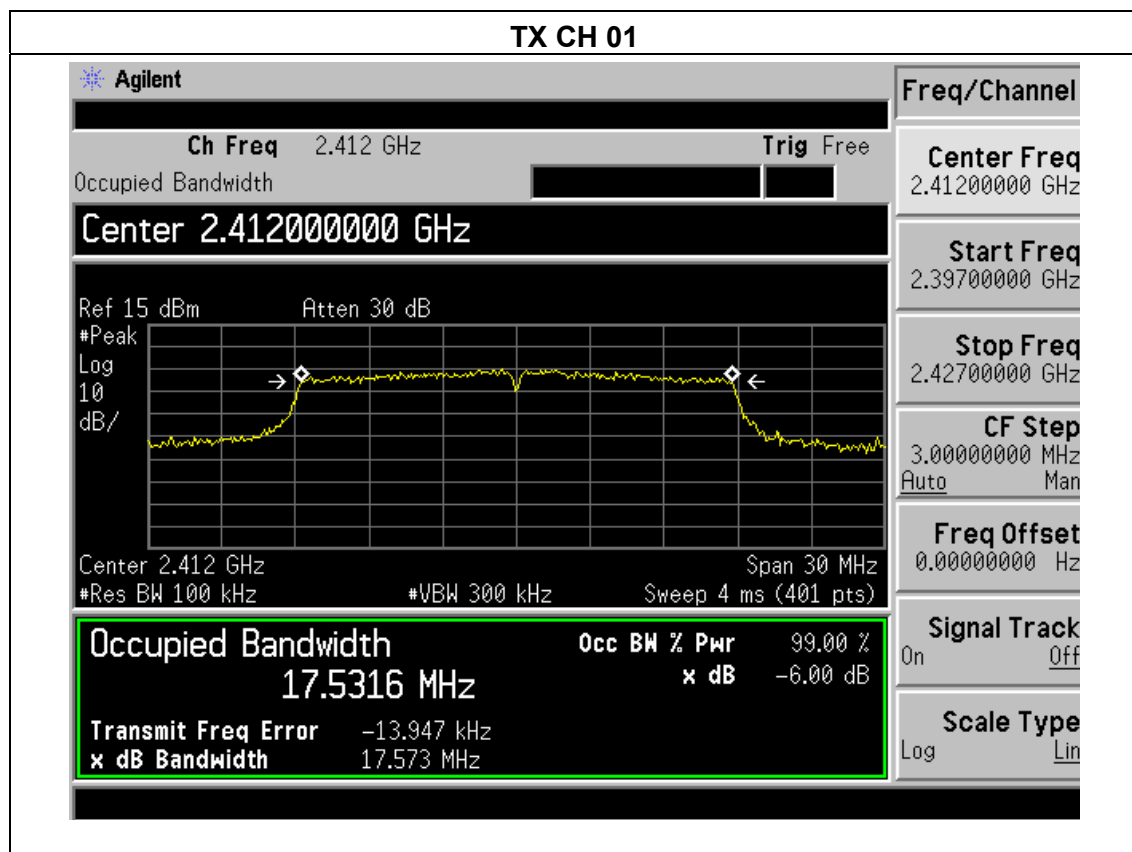 TX CH 01
Agilent
Freq/Channel
Ch Freq 2.412 GHz Trig Free
Occupied Bandwidth
Center 2.412000000 GHz
Center Freq
2.41200000 GHz
Start Freq
2.39700000 GHz
Stop Freq
2.42700000 GHz
CF Step
3.00000000 MHz
Auto Man
Freq Offset
0.00000000 Hz
Signal Track
On Off
Scale Type
Log Lin
Ref 15 dBm Atten 30 dB
#Peak
Log
10
dB/
Center 2.412 GHz Span 30 MHz
#Res BW 100 kHz #VBW 300 kHz Sweep 4 ms (401 pts)
Occupied Bandwidth Occ BW % Pwr 99.00 %
17.5316 MHz x dB -6.00 dB
Transmit Freq Error -13.947 kHz
x dB Bandwidth 17.573 MHz